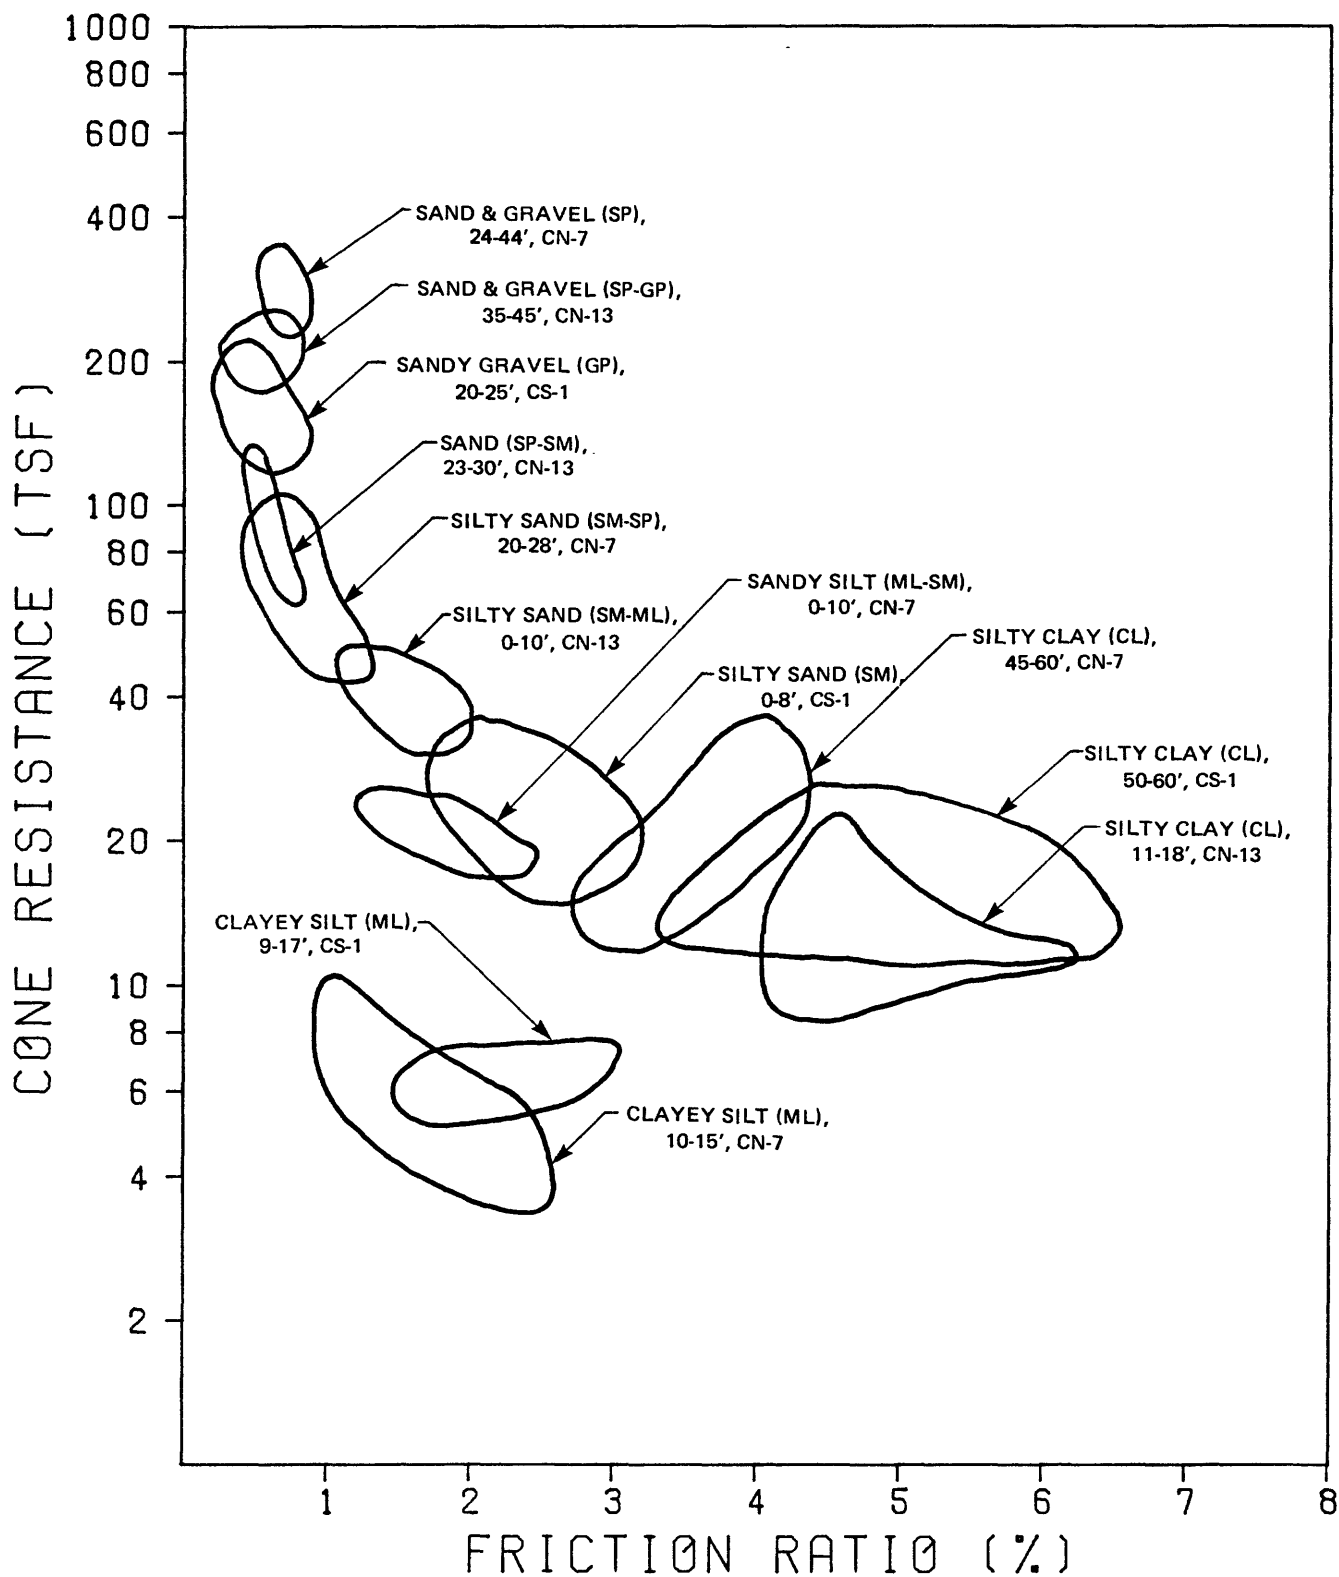 1000
800
600
400
200
100
80
60
40
20
10
8
6
4
2
CONE RESISTANCE (TSF)
SAND & GRAVEL (SP),
24-44', CN-7
SAND & GRAVEL (SP-GP),
35-45', CN-13
SANDY GRAVEL (GP),
20-25', CS-1
SAND (SP-SM),
23-30', CN-13
SILTY SAND (SM-SP),
20-28', CN-7
SANDY SILT (ML-SM),
0-10', CN-7
SILTY SAND (SM-ML),
0-10', CN-13
SILTY CLAY (CL),
45-60', CN-7
SILTY SAND (SM),
0-8', CS-1
SILTY CLAY (CL),
50-60', CS-1
SILTY CLAY (CL),
11-18', CN-13
CLAYEY SILT (ML),
9-17', CS-1
CLAYEY SILT (ML),
10-15', CN-7
1 2 3 4 5 6 7 8
FRICTION RATIO (%)